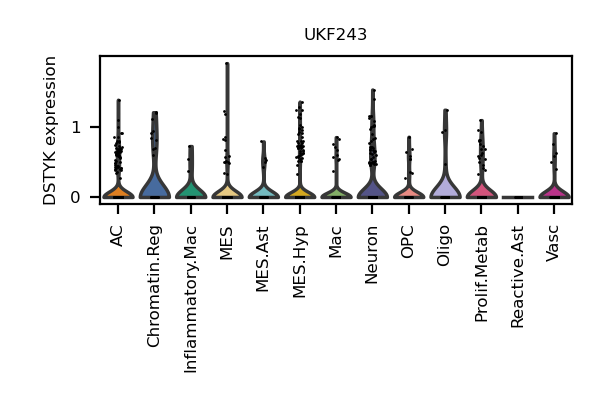 UKF243
DSTYK expression
1
0
AC
Chromatin.Reg
Inflammatory.Mac
MES
MES.Ast
MES.Hyp
Mac
Neuron
OPC
Oligo
Prolif.Metab
Reactive.Ast
Vasc